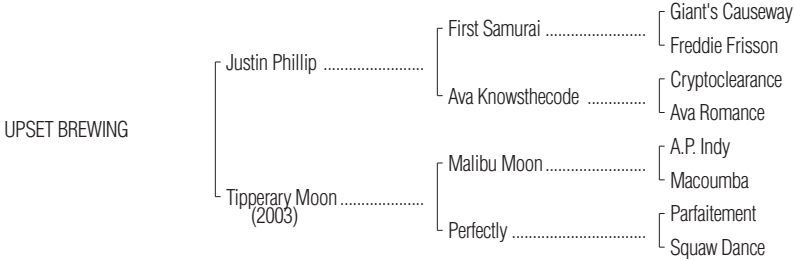 Giant's Causeway
First Samurai ........................
Freddie Frisson
Justin Phillip ........................
Cryptoclearance
Ava Knowsthecode ..............
Ava Romance
UPSET BREWING
A.P. Indy
Malibu Moon ........................
Macoumba
Tipperary Moon ....................
(2003)
Parfaitement
Perfectly ................................
Squaw Dance